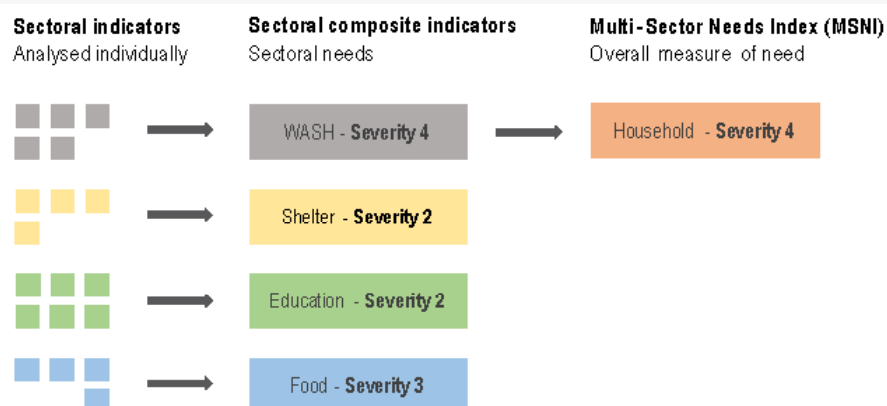 Sectoral indicators
Analysed individually
Sectoral composite indicators
Sectoral needs
Multi-Sector Needs Index (MSNI)
Overall measure of need
WASH - Severity 4
Household - Severity 4
Shelter - Severity 2
Education - Severity 2
Food - Severity 3